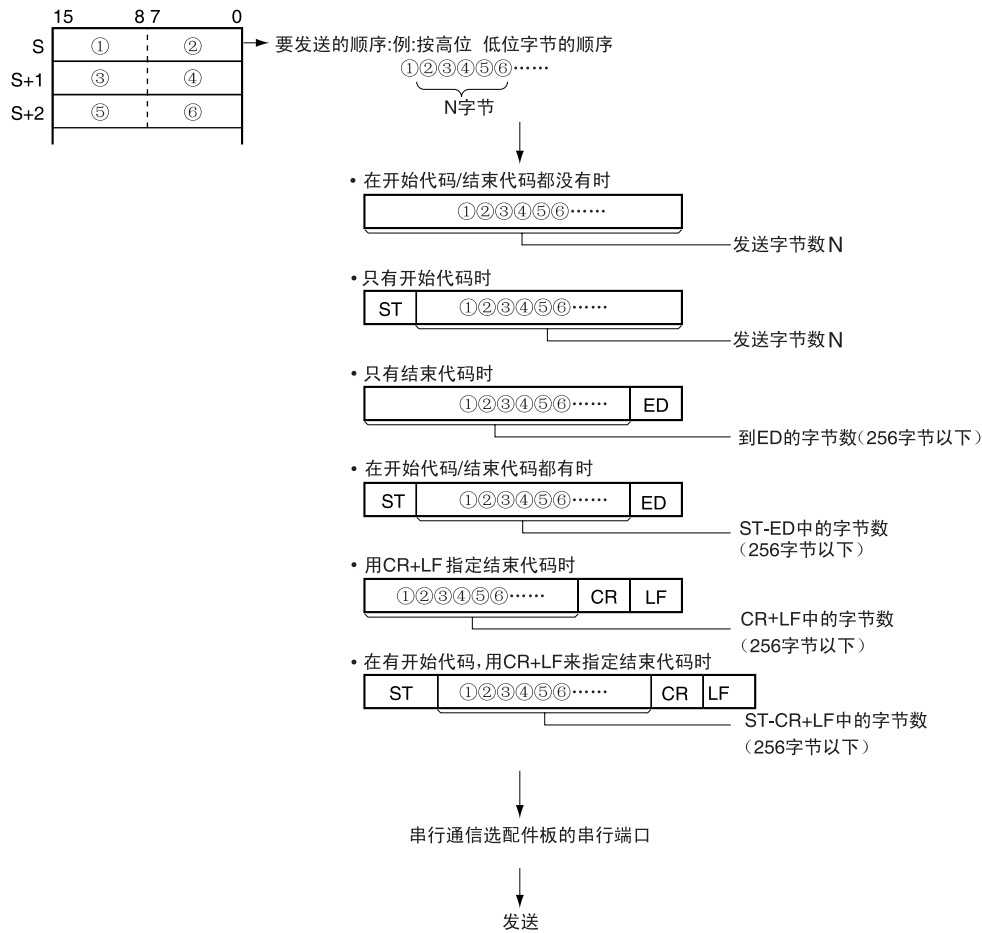 15 8 7 0
S ① ② 要发送的顺序:例:按高位 低位字节的顺序
S+1 ③ ④ ①②③④⑤⑥……
S+2 ⑤ ⑥ N字节
• 在开始代码/结束代码都没有时
①②③④⑤⑥……
发送字节数N
• 只有开始代码时
ST ①②③④⑤⑥……
发送字节数N
• 只有结束代码时
①②③④⑤⑥…… ED
到ED的字节数(256字节以下)
• 在开始代码/结束代码都有时
ST ①②③④⑤⑥…… ED
ST-ED中的字节数
(256字节以下)
• 用CR+LF指定结束代码时
①②③④⑤⑥…… CR LF
CR+LF中的字节数
(256字节以下)
• 在有开始代码,用CR+LF来指定结束代码时
ST ①②③④⑤⑥…… CR LF
ST-CR+LF中的字节数
(256字节以下)
串行通信选配件板的串行端口
发送